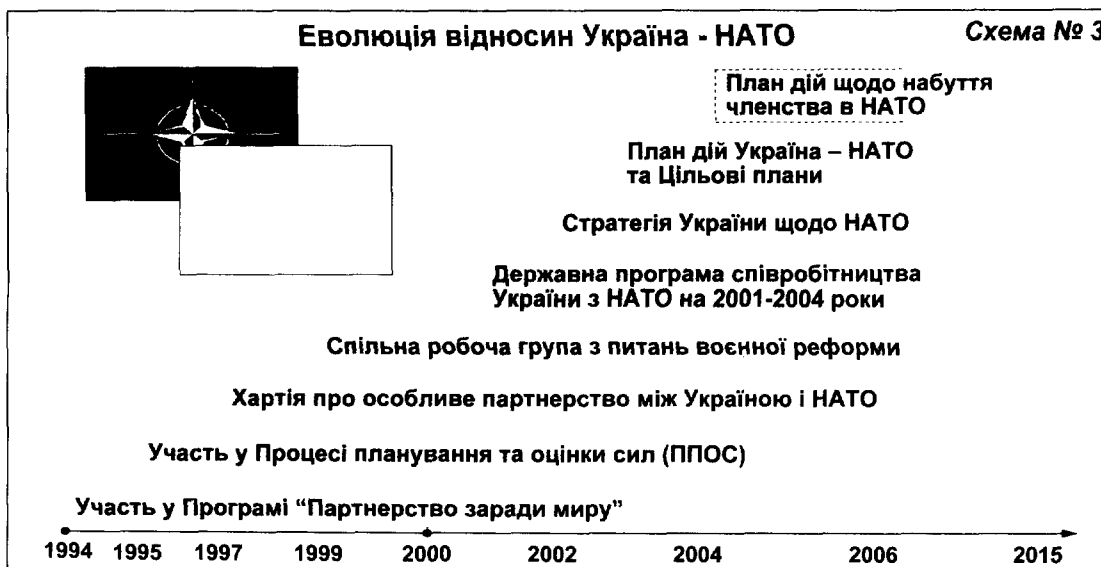 Еволюція відносин Україна - НАТО
Схема № 3
План дій щодо набуття
членства в НАТО
План дій Україна – НАТО
та Цільові плани
Стратегія України щодо НАТО
Державна програма співробітництва
України з НАТО на 2001-2004 роки
Спільна робоча група з питань воєнної реформи
Хартія про особливе партнерство між Україною і НАТО
Участь у Процесі планування та оцінки сил (ППОС)
Участь у Програмі “Партнерство заради миру”
1994 1995 1997 1999 2000 2002 2004 2006 2015